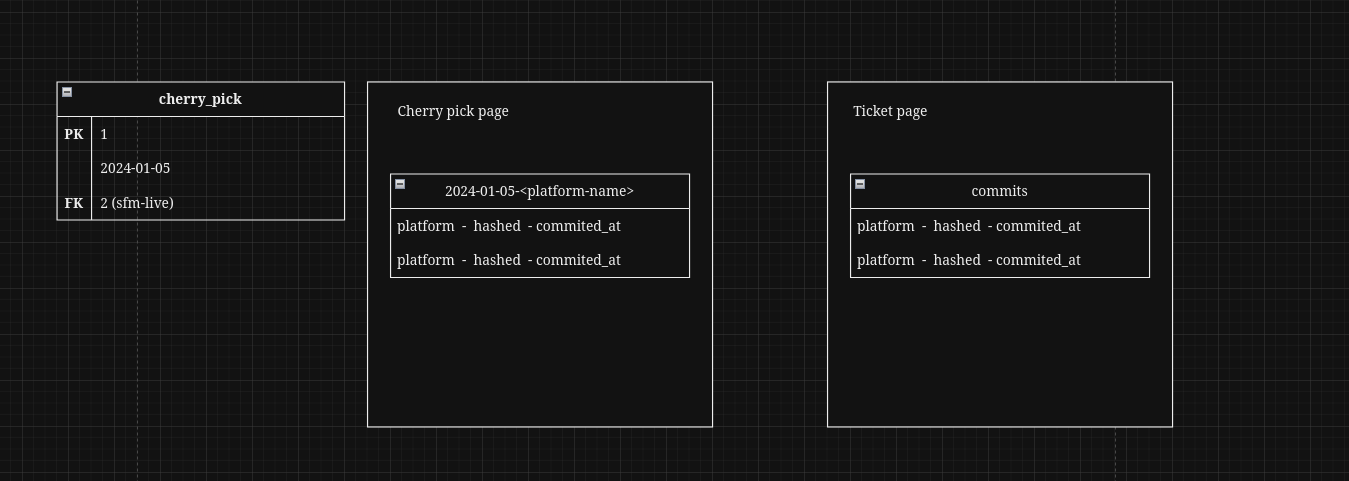 cherry_pick
PK 1
2024-01-05
FK 2 (sfm-live)
Cherry pick page
2024-01-05-<platform-name>
platform - hashed - commited_at
platform - hashed - commited_at
Ticket page
commits
platform - hashed - commited_at
platform - hashed - commited_at